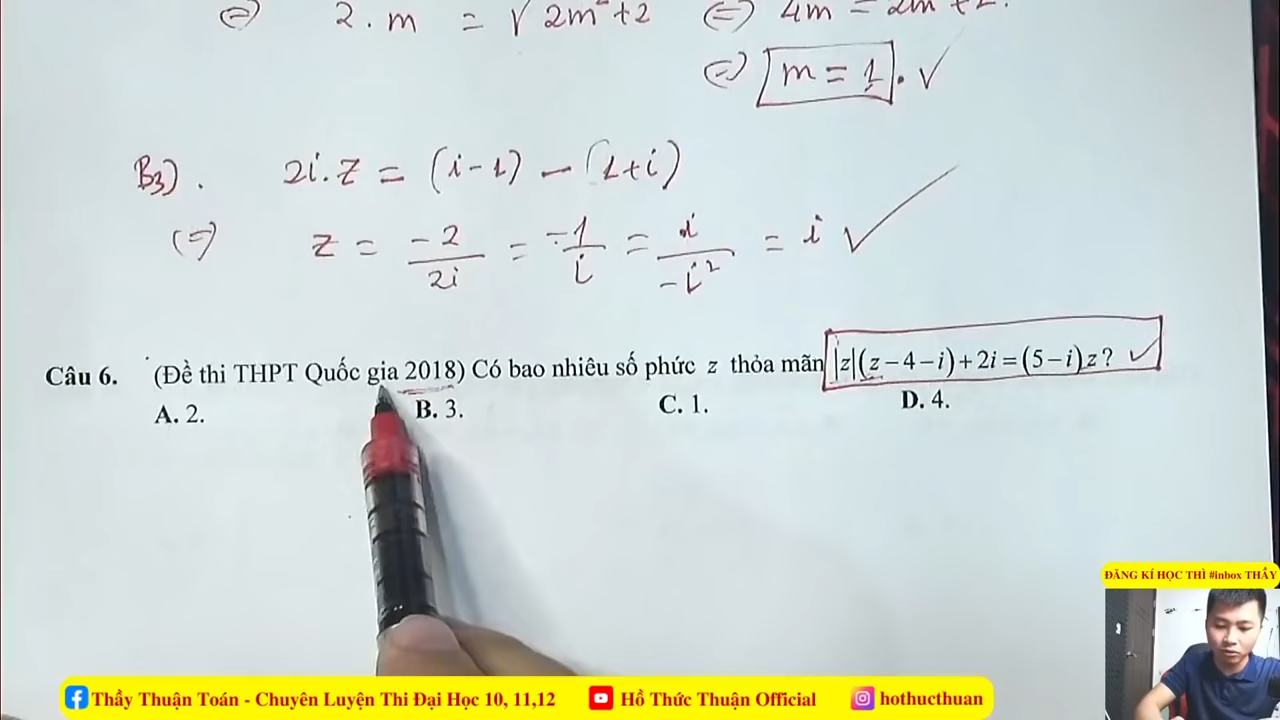 (=) 2.m = √2m²+2 (=) 4m = 2m +2.
(=) m = 1. ✓
B3). 2i.z = (i-1) - (1+i)
(=) z = -2/2i = -1/i = i/-i² = i ✓
Câu 6. (Đề thi THPT Quốc gia 2018) Có bao nhiêu số phức z thỏa mãn |z|(z-4-i)+2i=(5-i)z? ✓
A. 2. B. 3. C. 1. D. 4.
ĐĂNG KÍ HỌC THÌ #inbox THẦY
Thầy Thuận Toán - Chuyên Luyện Thi Đại Học 10, 11,12 Hồ Thức Thuận Official hothucthuan